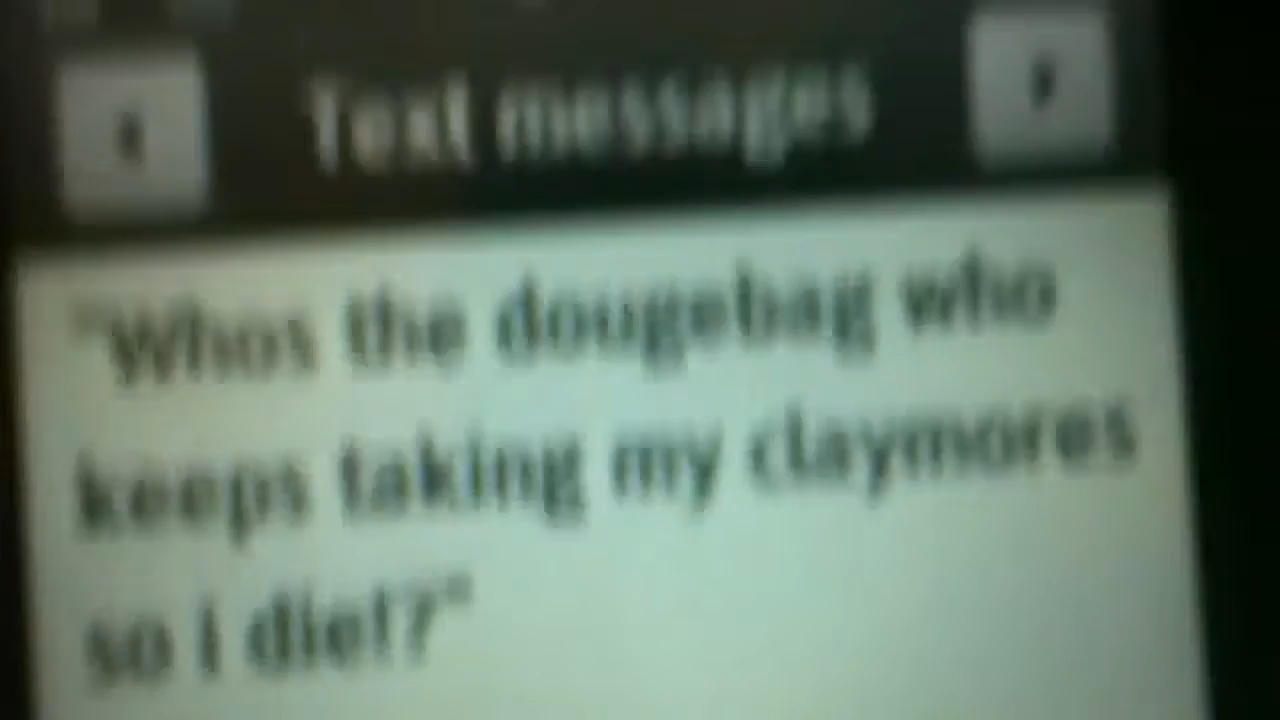 Text messages
"Whos the dougebag who
keeps taking my claymores
so I die!?"